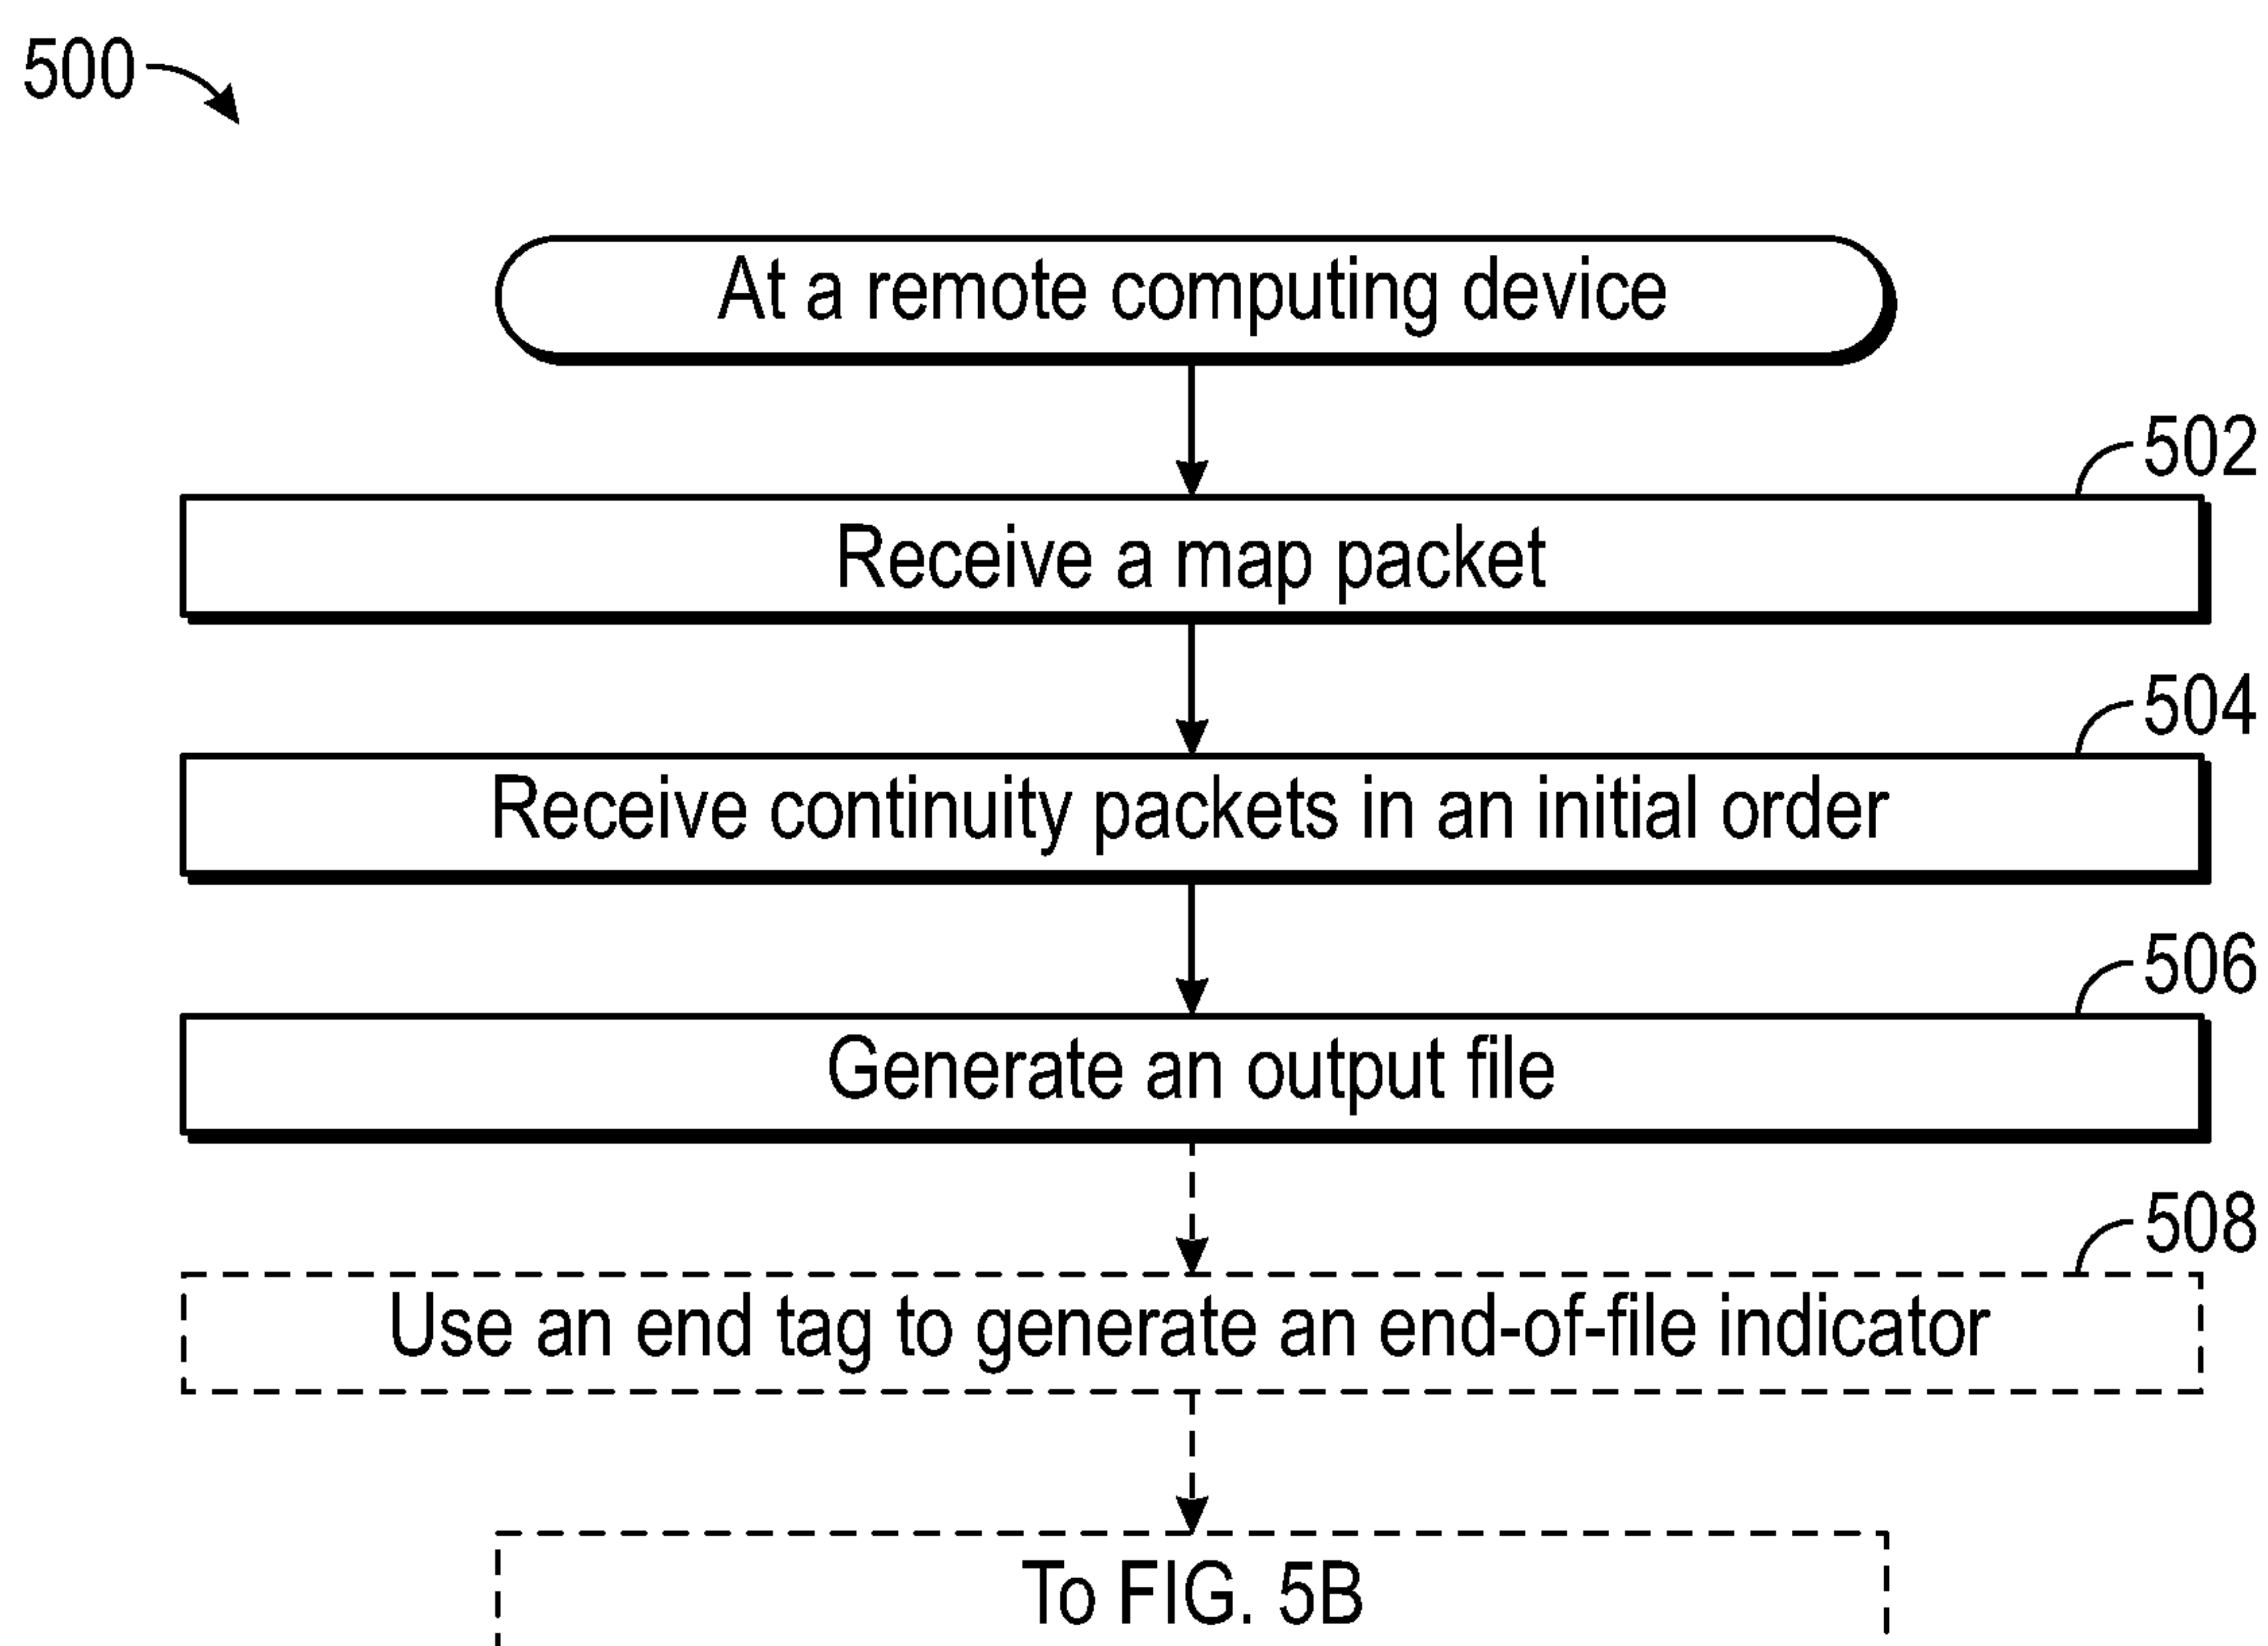 500
At a remote computing device
502
Receive a map packet
504
Receive continuity packets in an initial order
506
Generate an output file
508
Use an end tag to generate an end-of-file indicator
To FIG. 5B